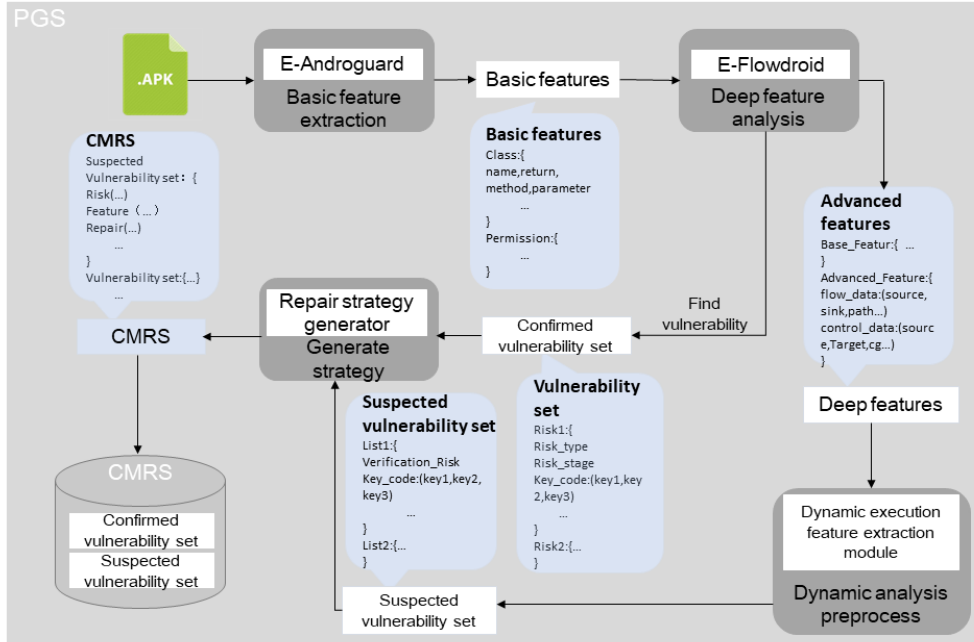 PGS
.APK
E-Androguard
Basic feature
extraction
Basic features
E-Flowdroid
Deep feature
analysis
CMRS
Suspected
Vulnerability set: {
Risk(...)
Feature (...)
Repair(...)
...
}
Vulnerability set:{...}
...
Basic features
Class:{
name,return,
method,parameter
...
}
Permission:{
...
}
Advanced
features
Base_Featur:{ ...
}
Advanced_Feature:{
flow_data:(source,
sink,path...)
control_data:(sourc
e,Target,cg...)
}
Find
vulnerability
Repair strategy
generator
Generate
strategy
Confirmed
vulnerability set
CMRS
Deep features
Suspected
vulnerability set
List1:{
Verification_Risk
Key_code:(key1,key2,
key3)
...
}
List2:{...
}
Vulnerability
set
Risk1:{
Risk_type
Risk_stage
Key_code:(key1,key
2,key3)
...
}
Risk2:{...
}
CMRS
Confirmed
vulnerability set
Suspected
vulnerability set
Dynamic execution
feature extraction
module
Dynamic analysis
preprocess
Suspected
vulnerability set